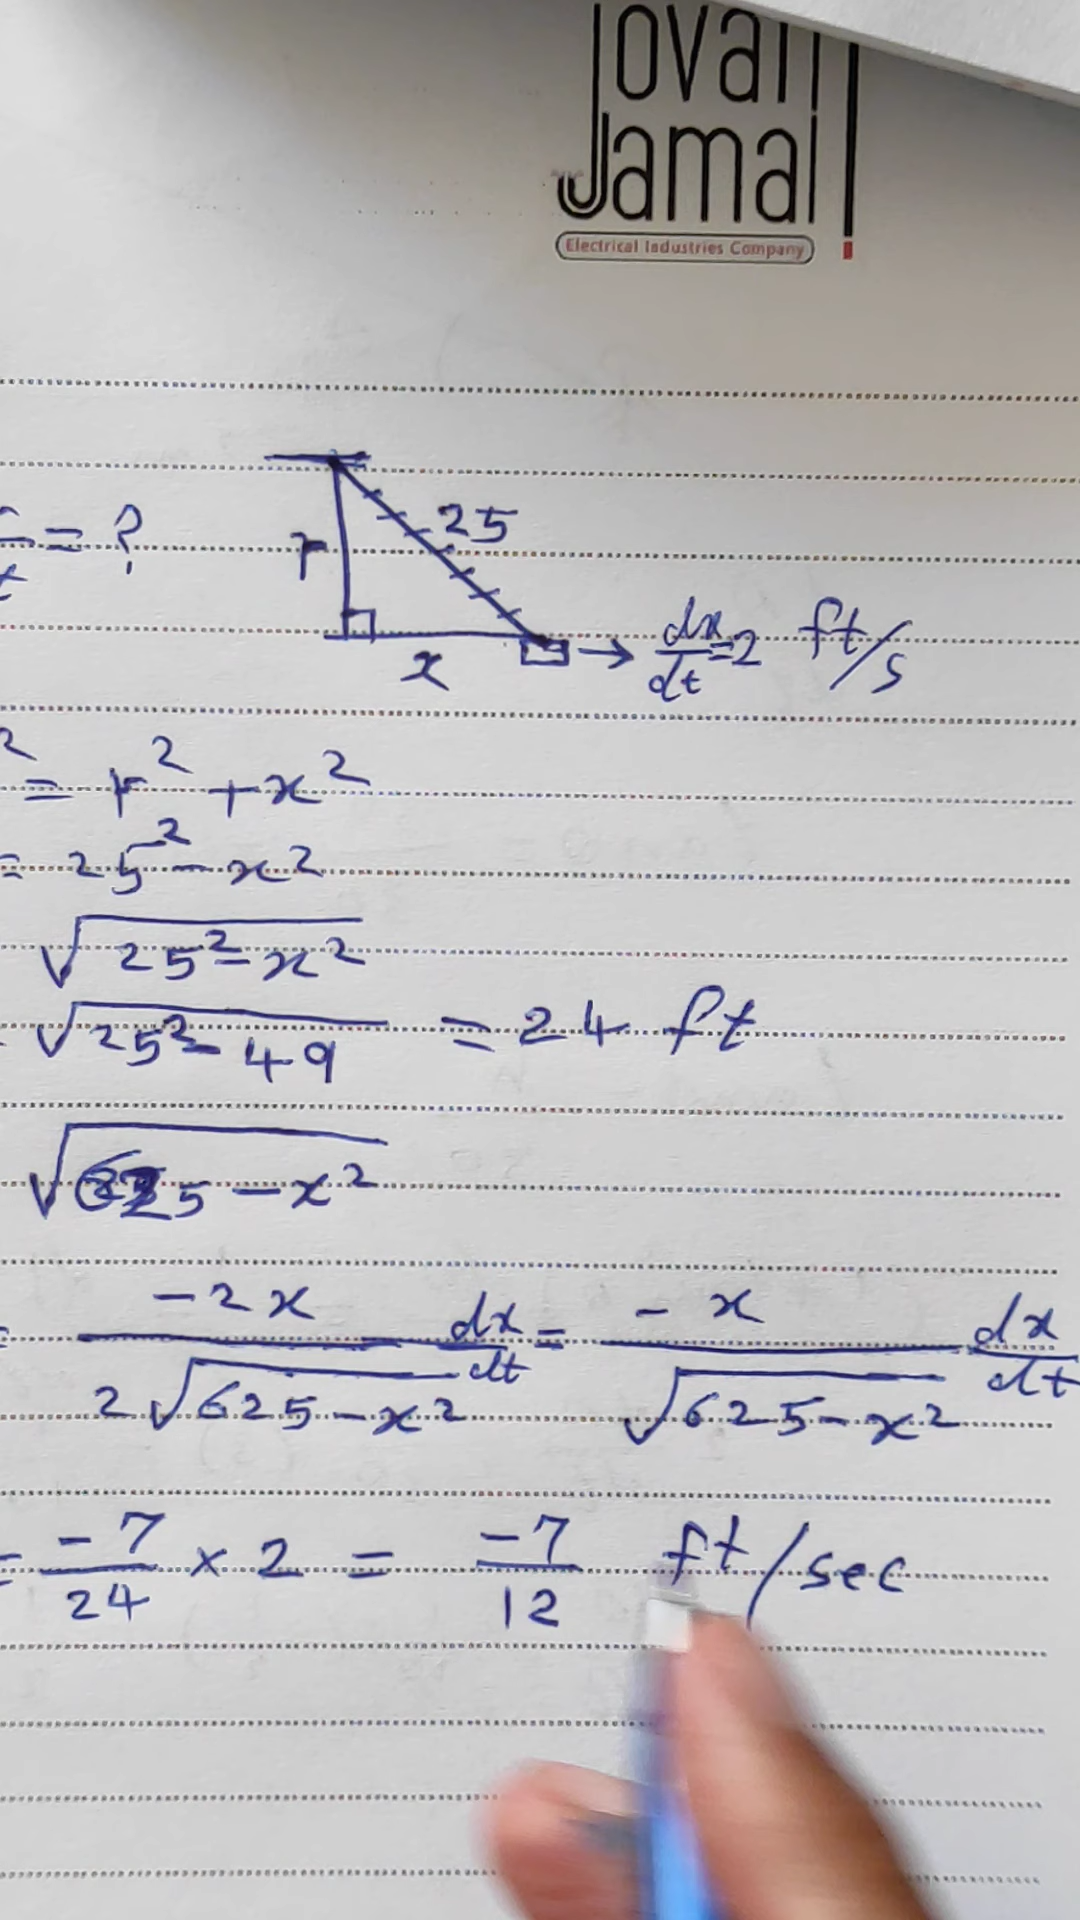 Jovan
Jamal
Electrical Industries Company
= ?
r
25
x
→ dx/dt = 2 ft/s
² = r² + x²
= 25² - x²
√(25² - x²)
√(25² - 49) = 24 ft
√(625 - x²)
= -2x / 2√(625 - x²) dx/dt = -x / √(625 - x²) dx/dt
= -7/24 × 2 = -7/12 ft/sec